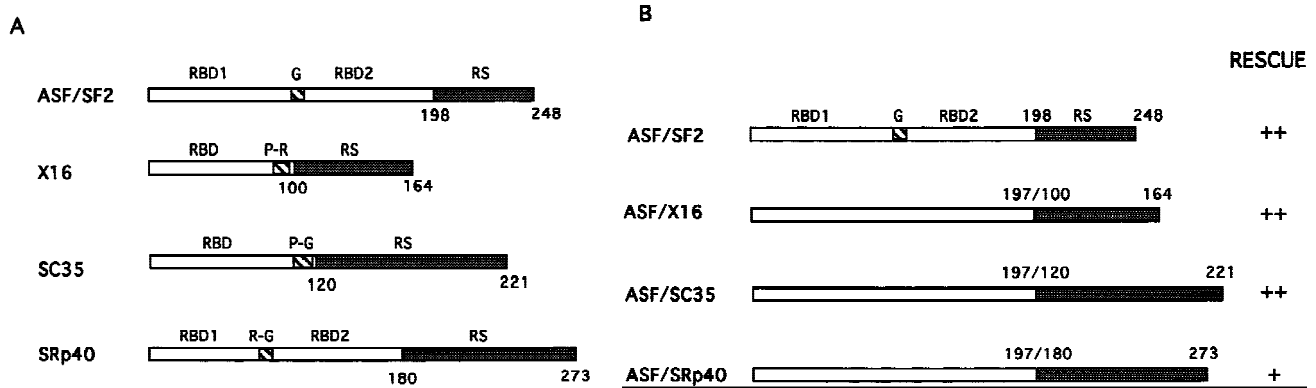 A
RBD1 G RBD2 RS
ASF/SF2
198 248
RBD P-R RS
X16
100 164
RBD P-G RS
SC35
120 221
RBD1 R-G RBD2 RS
SRp40
180 273
B
RESCUE
RBD1 G RBD2 198 RS 248
ASF/SF2 ++
197/100 164
ASF/X16 ++
197/120 221
ASF/SC35 ++
197/180 273
ASF/SRp40 +